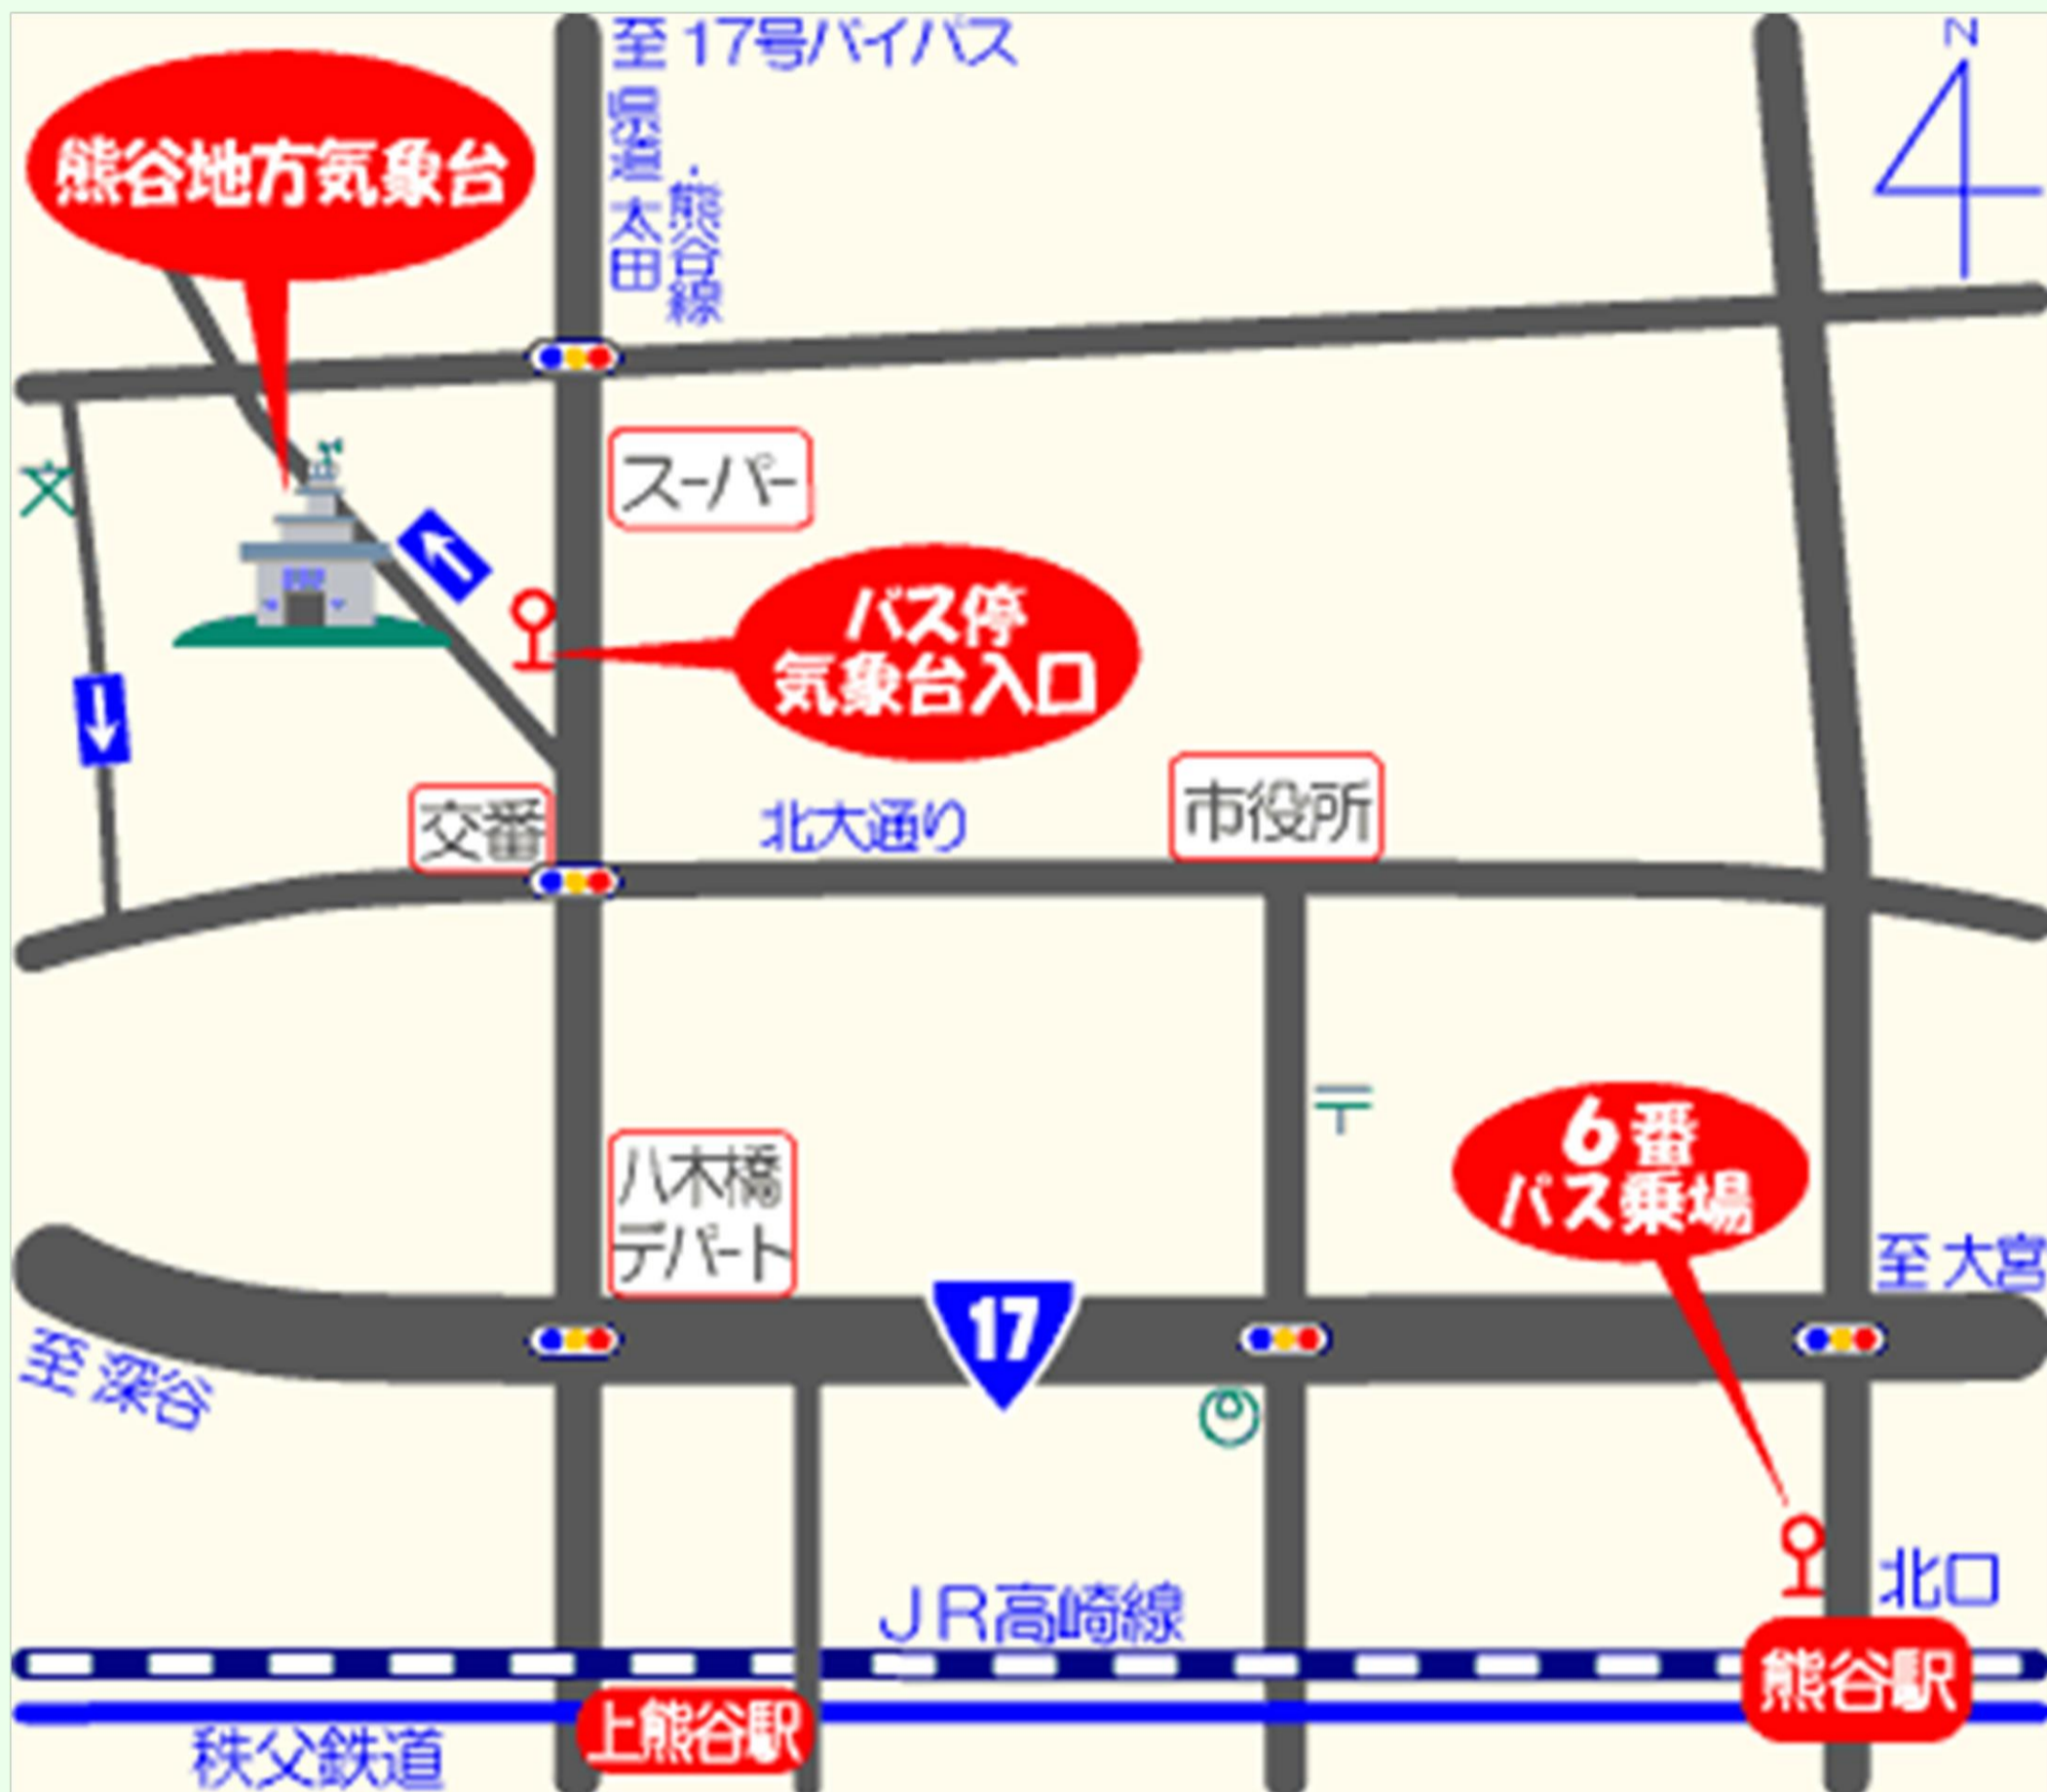 至 17号バイパス
N
県道太田
・熊谷線
熊谷地方気象台
スーパー
バス停
気象台入口
交番
北大通り
市役所
八木橋
デパート
6番
バス乗場
至 大宮
17
至 深谷
北口
JR高崎線
熊谷駅
上熊谷駅
秩父鉄道